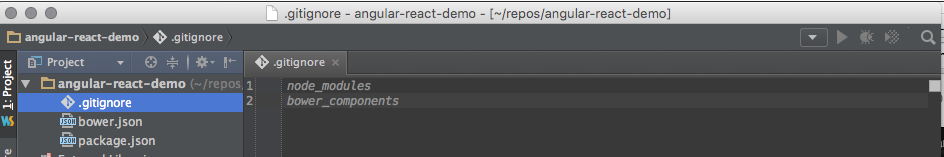 .gitignore - angular-react-demo - [~/repos/angular-react-demo]
angular-react-demo .gitignore
1: Project
Project
.gitignore
angular-react-demo (~/repos
.gitignore
bower.json
package.json
1 node_modules
2 bower_components